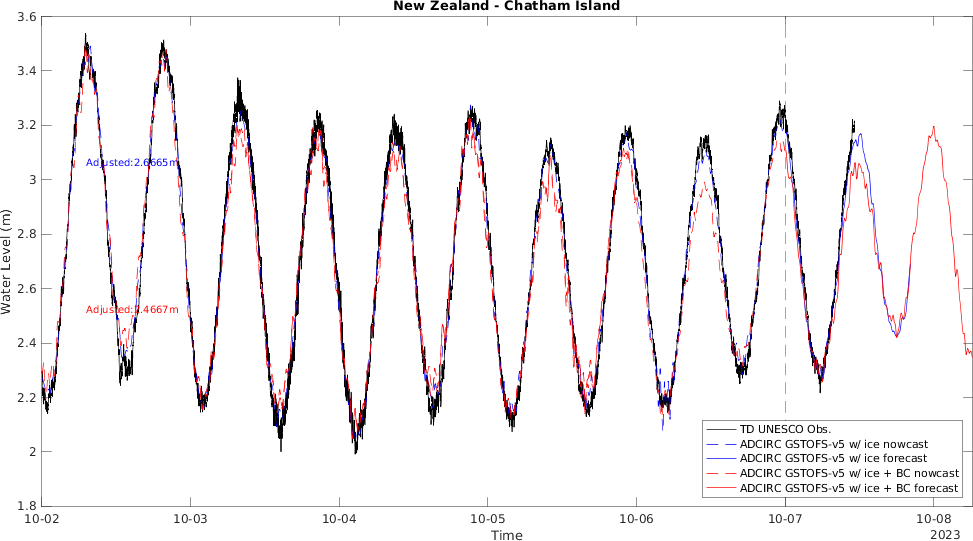 New Zealand - Chatham Island
3.6
3.4
3.2
3
2.8
2.6
2.4
2.2
2
1.8
Water Level (m)
Adjusted:2.6665m
Adjusted:2.4667m
TD UNESCO Obs.
ADCIRC GSTOFS-v5 w/ ice nowcast
ADCIRC GSTOFS-v5 w/ ice forecast
ADCIRC GSTOFS-v5 w/ ice + BC nowcast
ADCIRC GSTOFS-v5 w/ ice + BC forecast
10-02 10-03 10-04 10-05 10-06 10-07 10-08
Time
2023